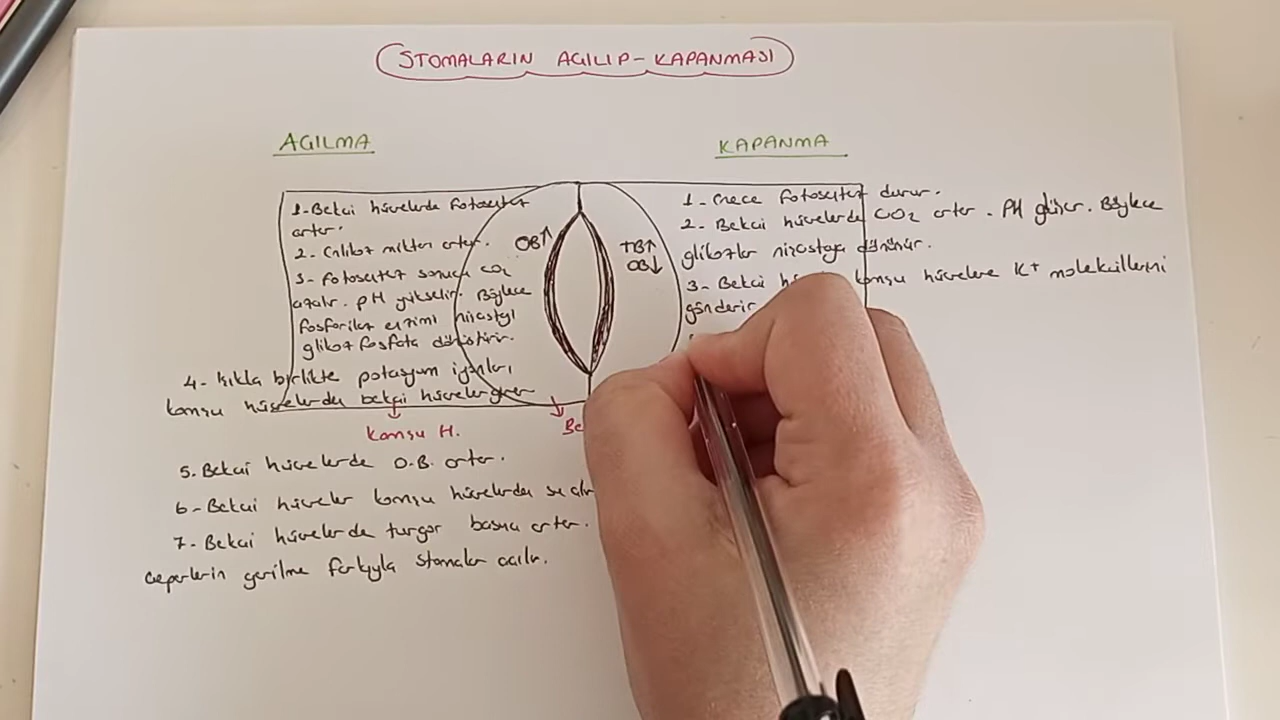 STOMALARIN AÇILIP-KAPANMASI
AÇILMA
1-Bekçi hücrelerde fotosentez
artar.
2- Glikoz miktarı artar.
3- Fotosentez sonucu CO2
azalır. pH yükselir. Böylece
fosforilaz enzimi nişastayı
glikoz fosfata dönüştürür.
4- Işıkla birlikte potasyum iyonları,
komşu hücrelerden bekçi hücrelere girer
Komşu H.
5. Bekçi hücrelerde O.B. artar.
6- Bekçi hücreler komşu hücrelerden su alır
7- Bekçi hücrelerde turgor basıncı artar.
Çeperlerin gerilme farkıyla stomalar açılır.
OB↑
TB↑
OB↓
Be
KAPANMA
1- Gece fotosentez durur.
2- Bekçi hücrelerde CO2 artar. PH düşer. Böylece
glikozlar nişastaya dönüşür.
3- Bekçi komşu hücrelere K+ moleküllerini
gönderir